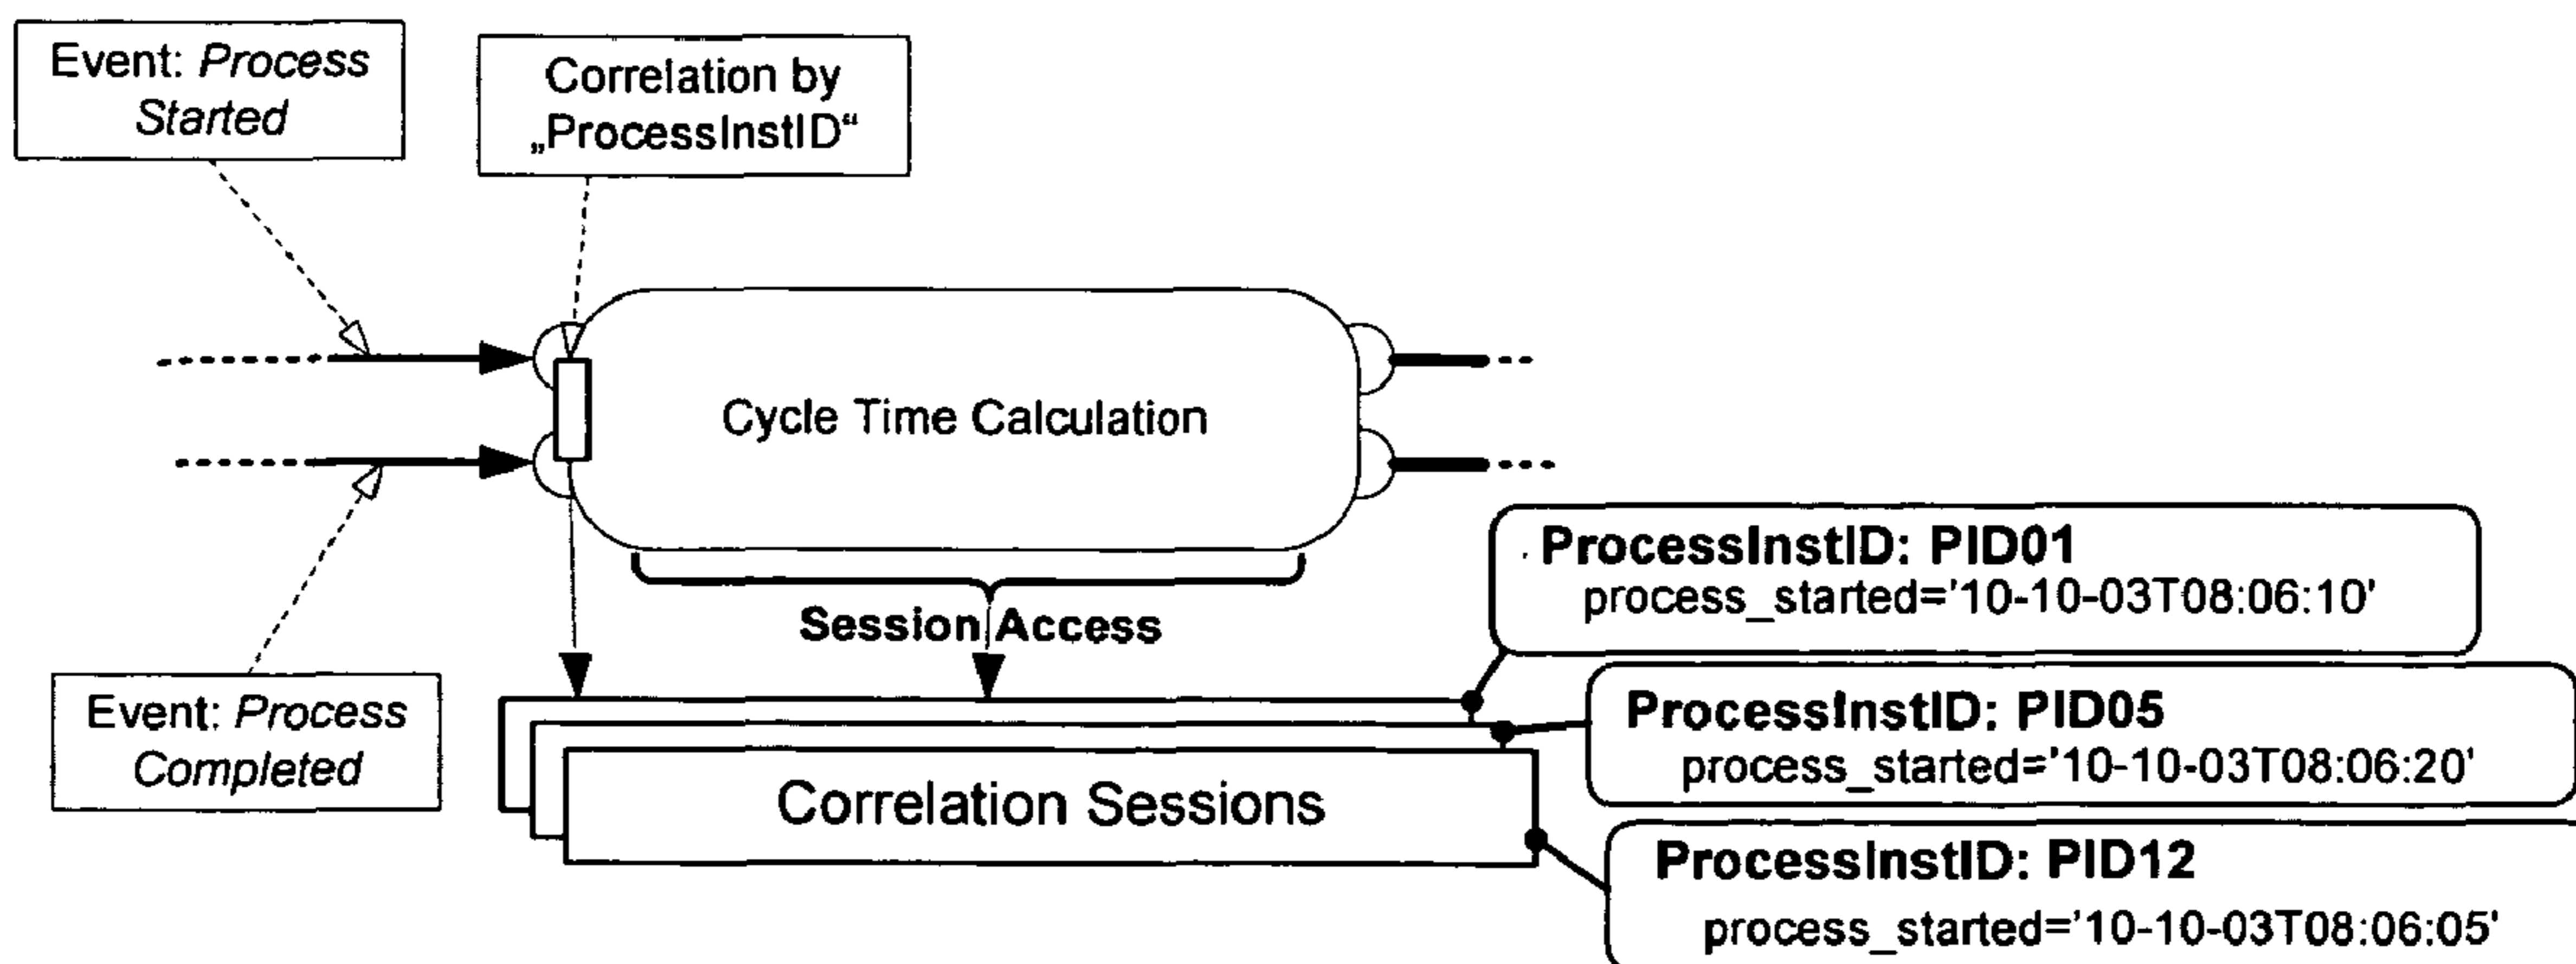 Event: Process
Started
Correlation by
„ProcessInstID“
Cycle Time Calculation
Session Access
Event: Process
Completed
Correlation Sessions
ProcessInstID: PID01
process_started='10-10-03T08:06:10'
ProcessInstID: PID05
process_started='10-10-03T08:06:20'
ProcessInstID: PID12
process_started='10-10-03T08:06:05'